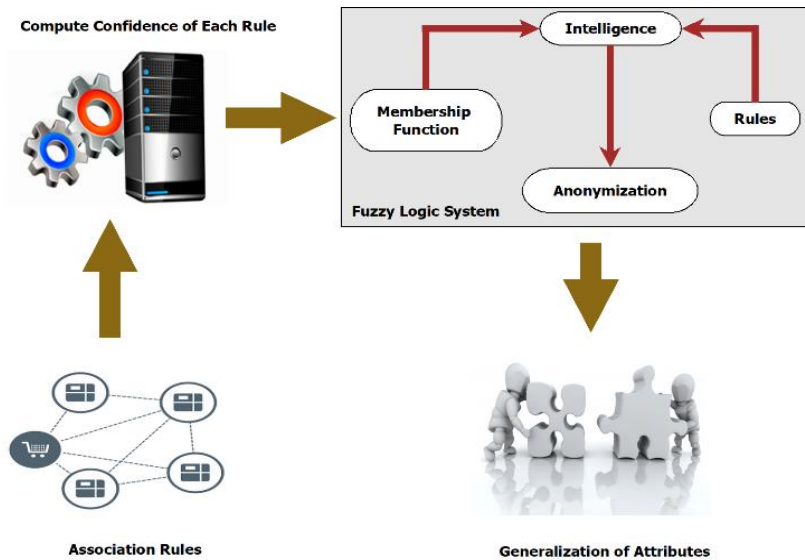 Compute Confidence of Each Rule
Intelligence
Membership
Function
Rules
Anonymization
Fuzzy Logic System
Association Rules
Generalization of Attributes